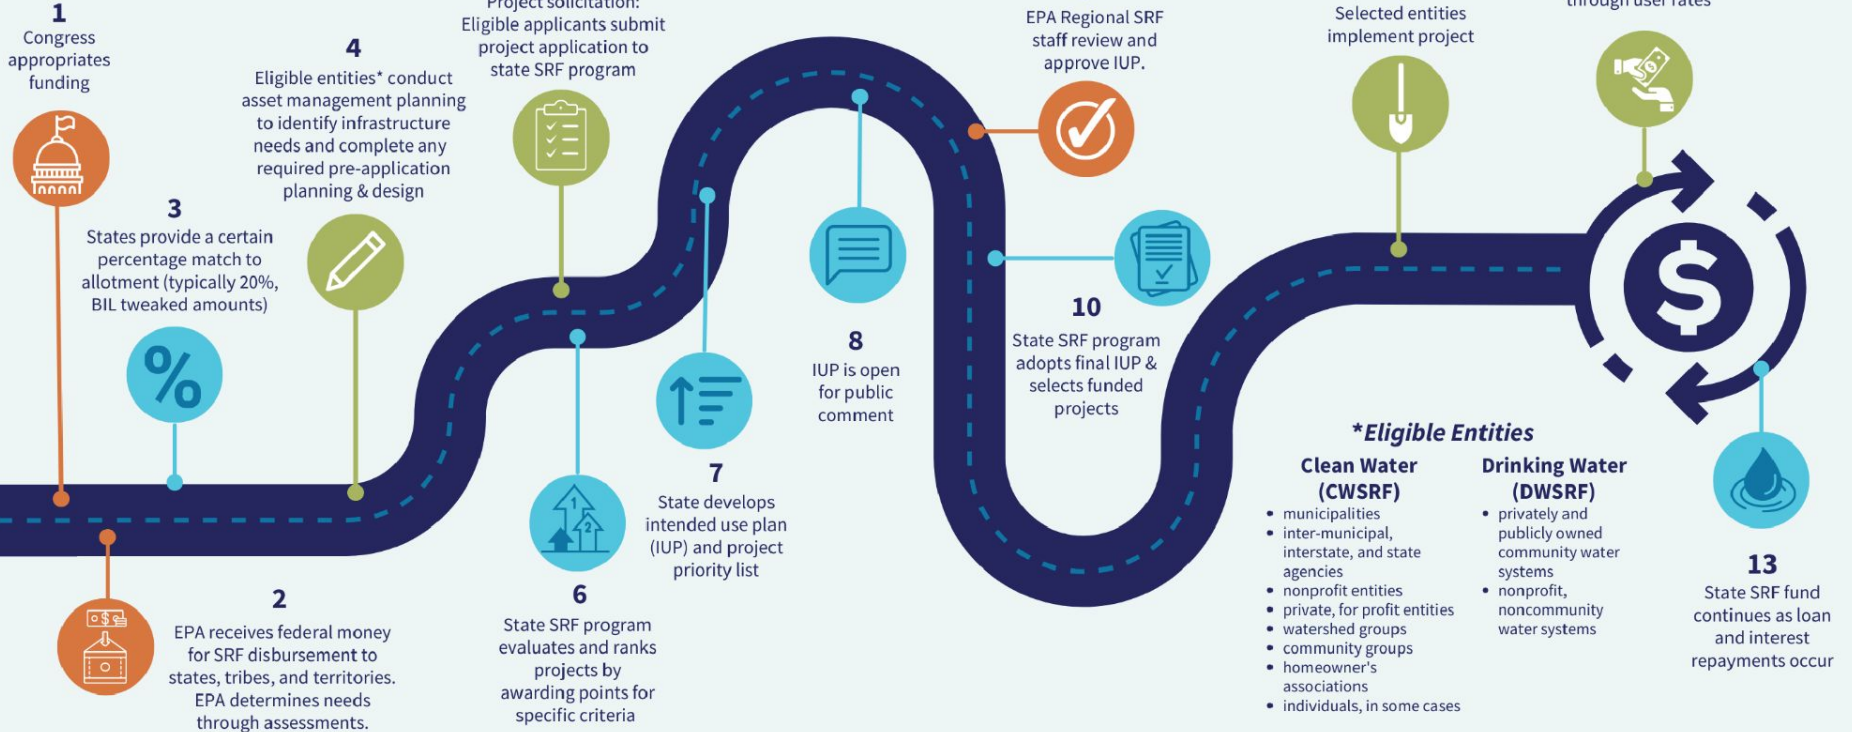 1
Congress
appropriates
funding
EPA receives federal money
2
for SRF disbursement to
states, tribes, and territories.
EPA determines needs
through assessments.
3
States provide a certain
percentage match to
allotment (typically 20%,
BIL tweaked amounts)
%
4
Eligible entities* conduct
asset management planning
to identify infrastructure
needs and complete any
required pre-application
planning & design
Project solicitation:
Eligible applicants submit
project application to
state SRF program
1
2
6
State SRF program
evaluates and ranks
projects by
awarding points for
specific criteria
7
State develops
intended use plan
(IUP) and project
priority list
8
IUP is open
for public
comment
EPA Regional SRF
staff review and
approve IUP.
10
State SRF program
adopts final IUP &
selects funded
projects
Selected entities
implement project
through user rates
$
13
State SRF fund
continues as loan
and interest
repayments occur
*Eligible Entities
Clean Water
(CWSRF)
• municipalities
• inter-municipal,
interstate, and state
agencies
• nonprofit entities
• private, for profit entities
• watershed groups
• community groups
• homeowner's
associations
• individuals, in some cases
Drinking Water
(DWSRF)
• privately and
publicly owned
community water
systems
• nonprofit,
noncommunity
water systems